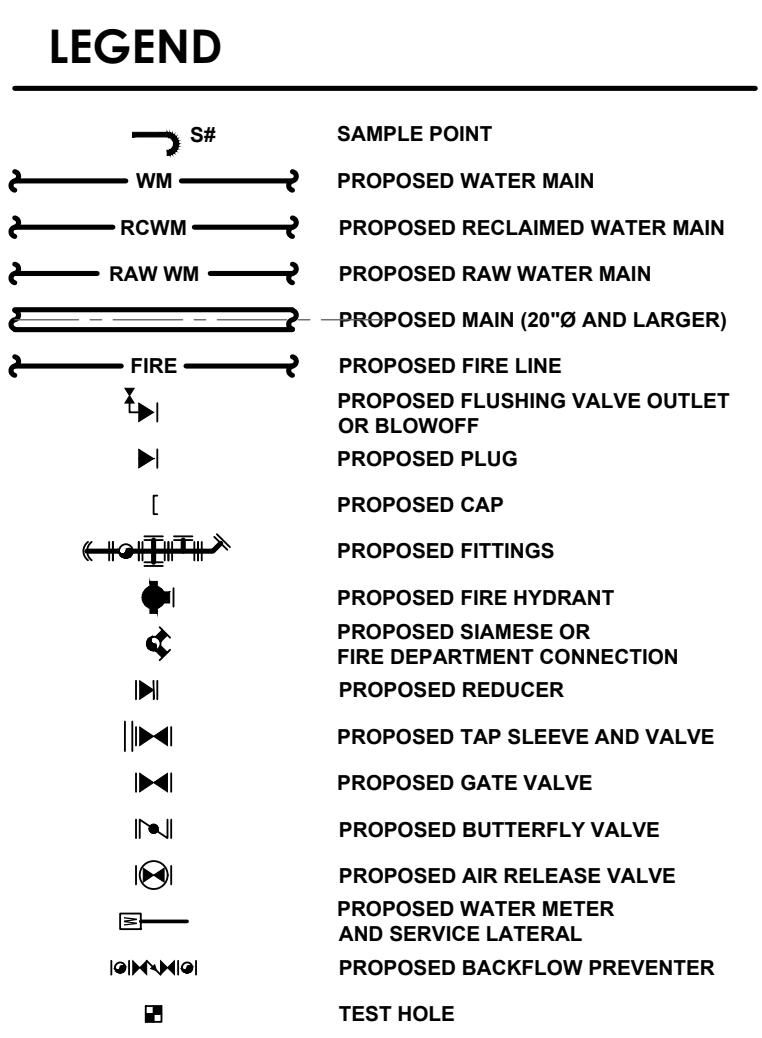 LEGEND
S# SAMPLE POINT
WM PROPOSED WATER MAIN
RCWM PROPOSED RECLAIMED WATER MAIN
RAW WM PROPOSED RAW WATER MAIN
PROPOSED MAIN (20"Ø AND LARGER)
FIRE PROPOSED FIRE LINE
PROPOSED FLUSHING VALVE OUTLET
OR BLOWOFF
PROPOSED PLUG
PROPOSED CAP
PROPOSED FITTINGS
PROPOSED FIRE HYDRANT
PROPOSED SIAMESE OR
FIRE DEPARTMENT CONNECTION
PROPOSED REDUCER
PROPOSED TAP SLEEVE AND VALVE
PROPOSED GATE VALVE
PROPOSED BUTTERFLY VALVE
PROPOSED AIR RELEASE VALVE
PROPOSED WATER METER
AND SERVICE LATERAL
PROPOSED BACKFLOW PREVENTER
TEST HOLE